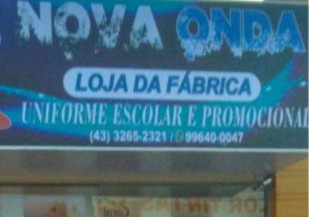 NOVA ONDA
LOJA DA FÁBRICA
UNIFORME ESCOLAR E PROMOCIONAL
(43) 3265-2321 / 99640-0047